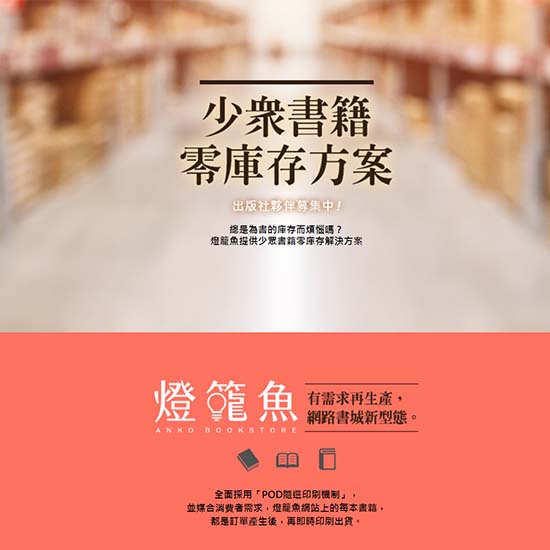 少眾書籍
零庫存方案
出版社夥伴募集中！
總是為書的庫存而煩惱嗎？
燈籠魚提供少眾書籍零庫存解決方案
燈籠魚
ANKO BOOKSTORE
有需求再生產，
網路書城新型態。
全面採用「POD隨選印刷機制」，
並媒合消費者需求，燈籠魚網站上的每本書籍，
都是訂單產生後，再即時印刷出貨。